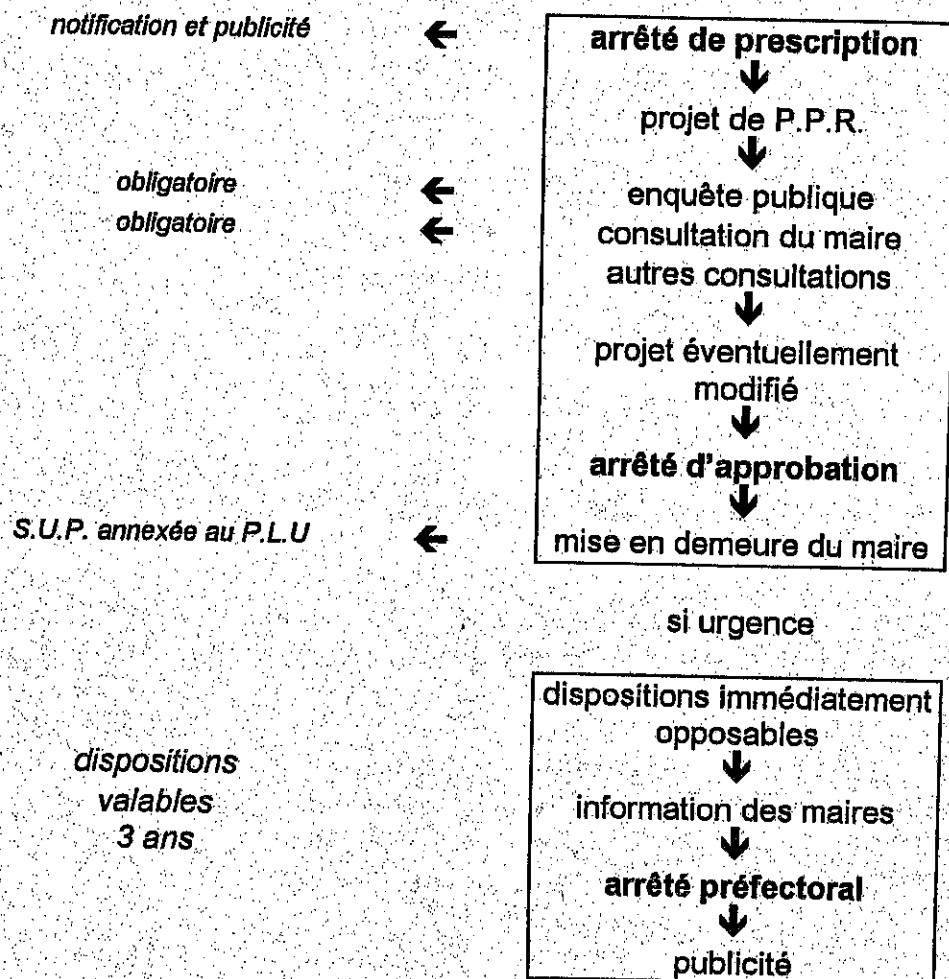 notification et publicité
arrêté de prescription
projet de P.P.R.
obligatoire
enquête publique
obligatoire
consultation du maire
autres consultations
projet éventuellement
modifié
arrêté d'approbation
S.U.P. annexée au P.L.U
mise en demeure du maire
si urgence
dispositions immédiatement
opposables
dispositions
valables
3 ans
information des maires
arrêté préfectoral
publicité